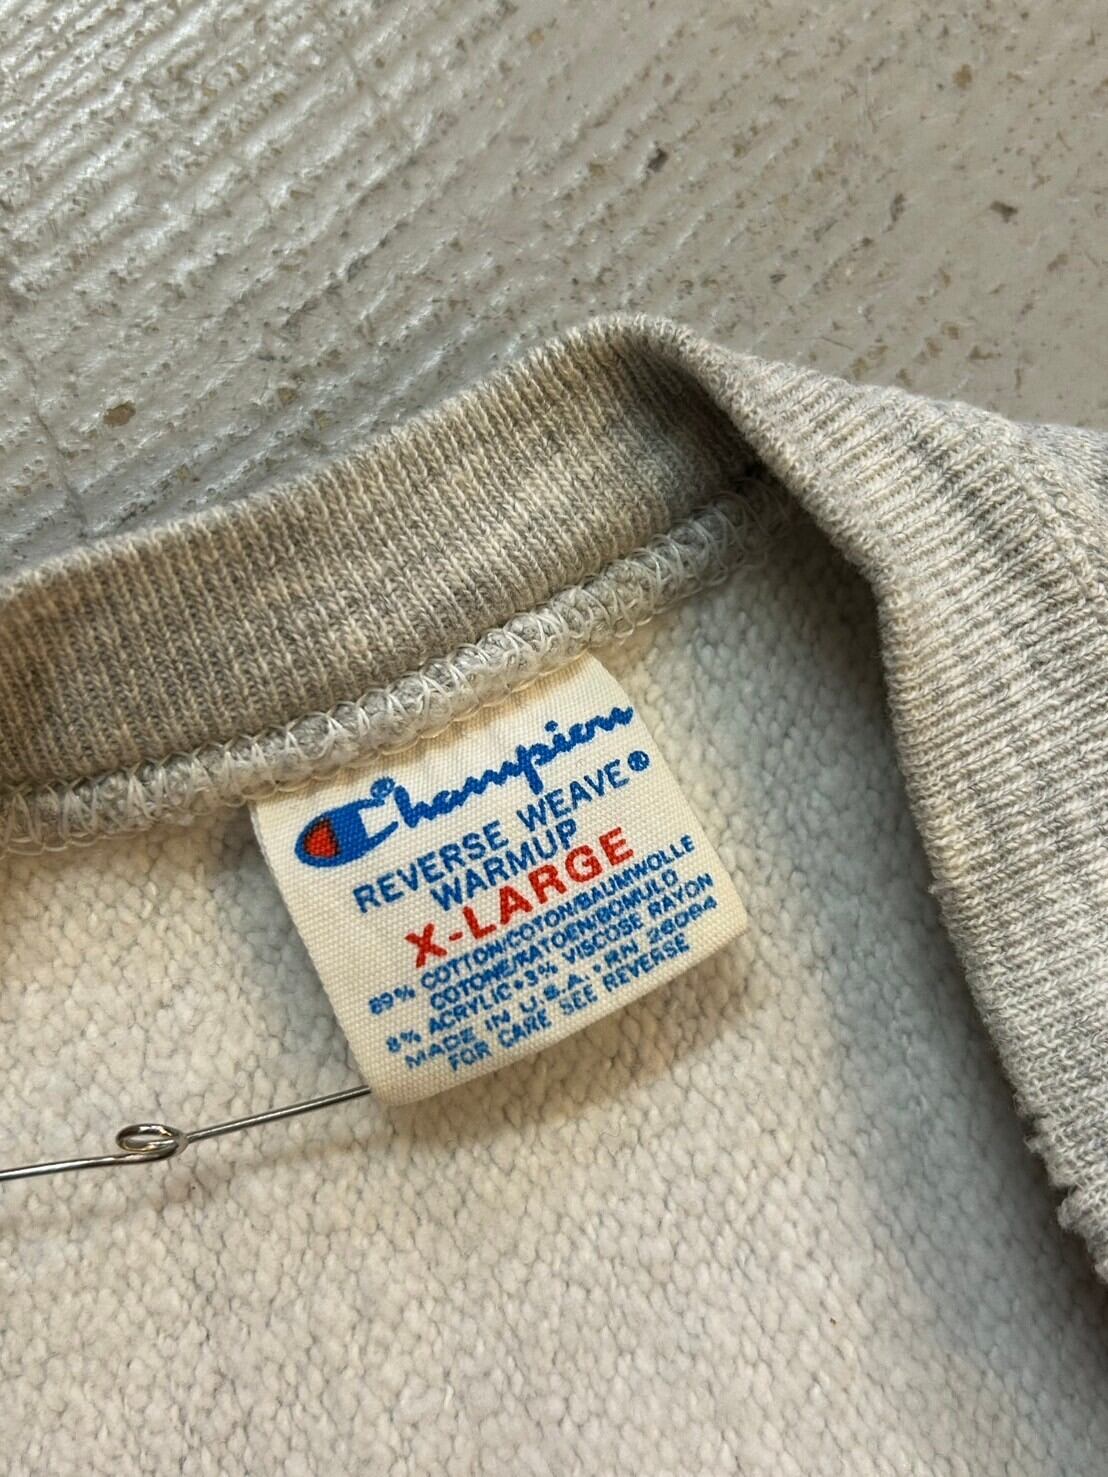 Champion®
REVERSE WEAVE®
WARMUP
X-LARGE
89% COTTON/COTON/BAUMWOLLE
COTONE/KATOEN/BOMULD
8% ACRYLIC • 3% VISCOSE RAYON
MADE IN U.S.A. • RN 26094
FOR CARE SEE REVERSE